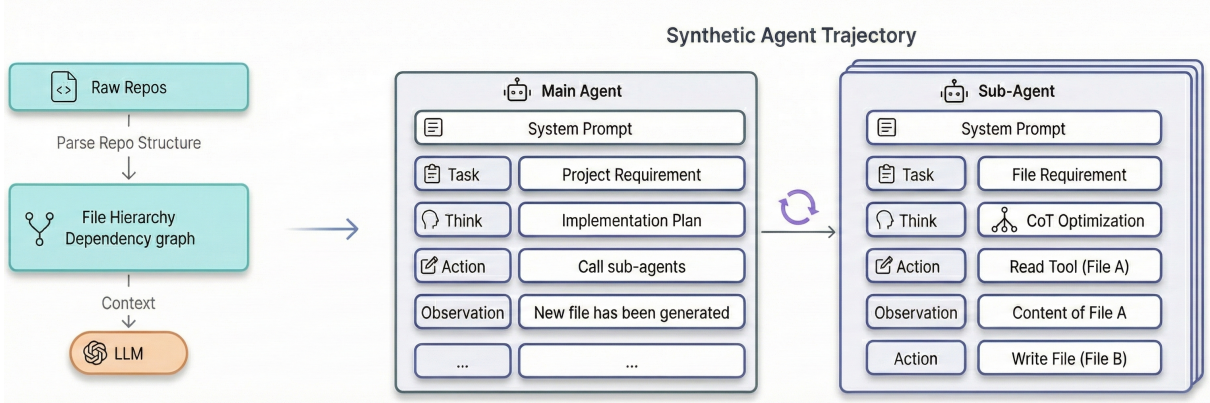 Synthetic Agent Trajectory
Raw Repos
Parse Repo Structure
File Hierarchy
Dependency graph
Context
LLM
Main Agent
System Prompt
Task
Project Requirement
Think
Implementation Plan
Action
Call sub-agents
Observation
New file has been generated
...
...
Sub-Agent
System Prompt
Task
File Requirement
Think
CoT Optimization
Action
Read Tool (File A)
Observation
Content of File A
Action
Write File (File B)